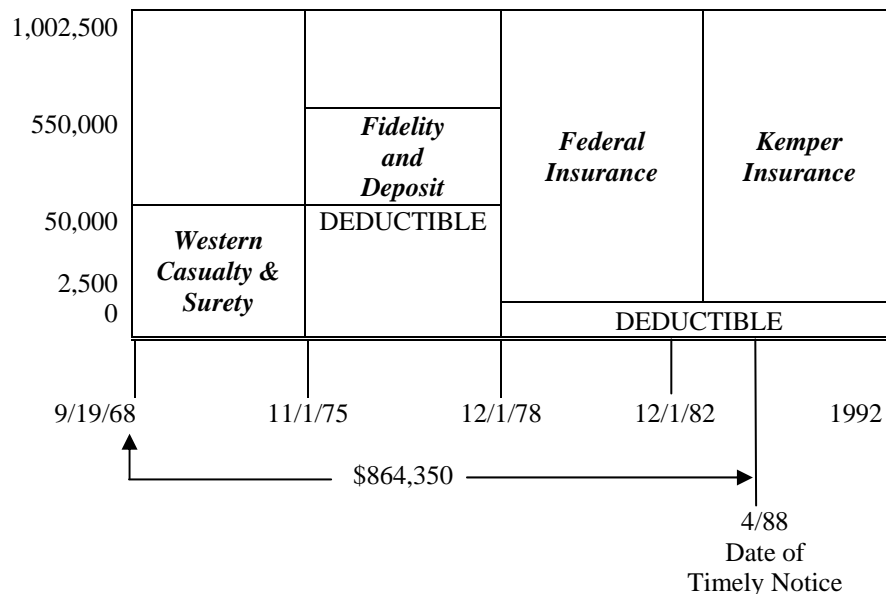 1,002,500
550,000
50,000
2,500
0
Western
Casualty &
Surety
Fidelity
and
Deposit
DEDUCTIBLE
Federal
Insurance
Kemper
Insurance
DEDUCTIBLE
9/19/68
11/1/75
12/1/78
12/1/82
1992
$864,350
4/88
Date of
Timely Notice